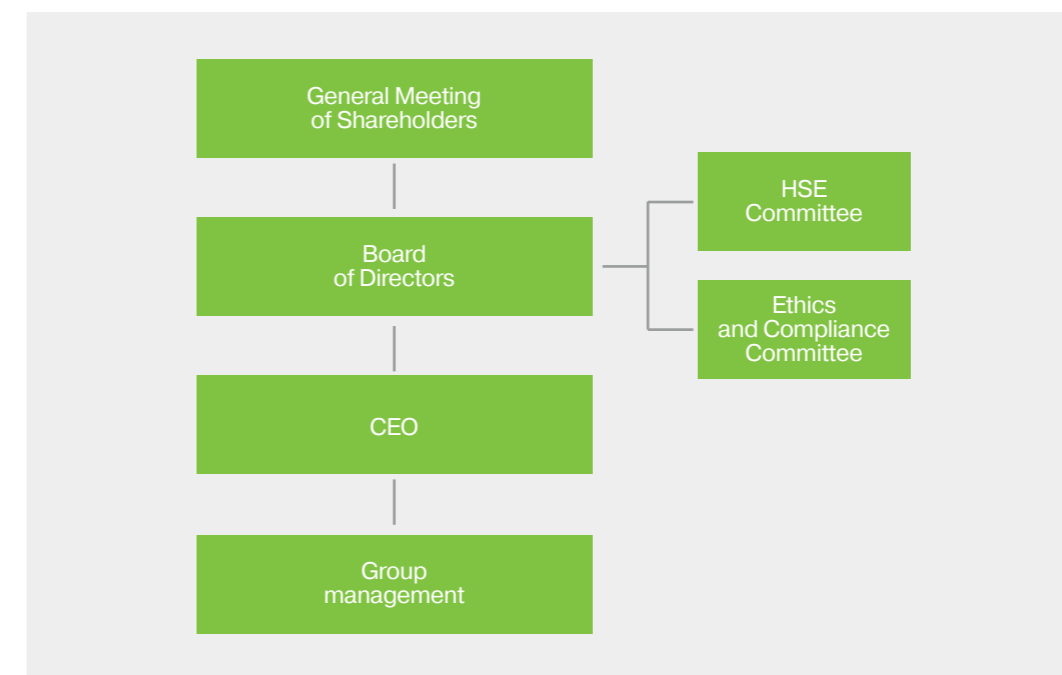 General Meeting
of Shareholders
Board
of Directors
HSE
Committee
Ethics
and Compliance
Committee
CEO
Group
management